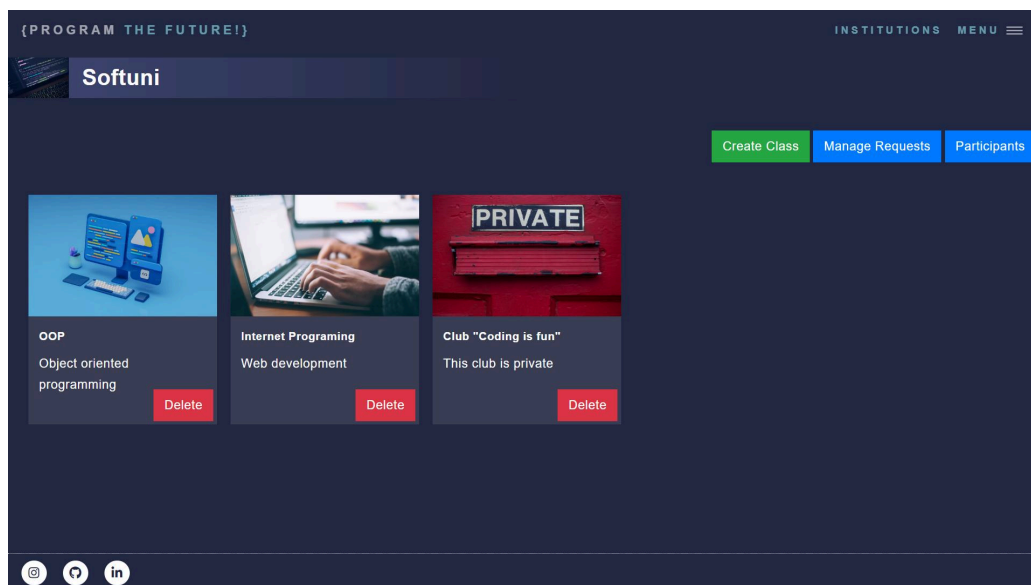 {PROGRAM THE FUTURE!}
INSTITUTIONS MENU
Softuni
Create Class Manage Requests Participants
PRIVATE
OOP
Object oriented
programming
Delete
Internet Programing
Web development
Delete
Club "Coding is fun"
This club is private
Delete
in